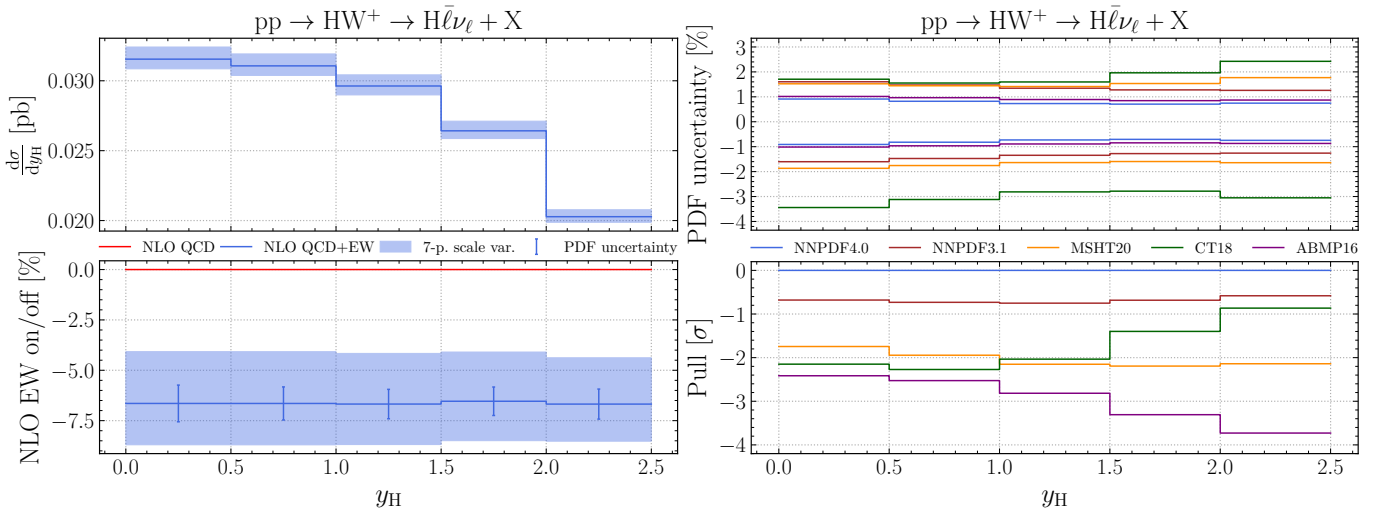 pp → HW⁺ → Hℓ̄ν_ℓ + X
dσ/dy_H [pb]
0.030
0.025
0.020
NLO QCD
NLO QCD+EW
7-p. scale var.
PDF uncertainty
NLO EW on/off [%]
0.0
−2.5
−5.0
−7.5
0.0 0.5 1.0 1.5 2.0 2.5
y_H
pp → HW⁺ → Hℓ̄ν_ℓ + X
PDF uncertainty [%]
3
2
1
0
−1
−2
−3
−4
NNPDF4.0
NNPDF3.1
MSHT20
CT18
ABMP16
Pull [σ]
0
−1
−2
−3
−4
0.0 0.5 1.0 1.5 2.0 2.5
y_H